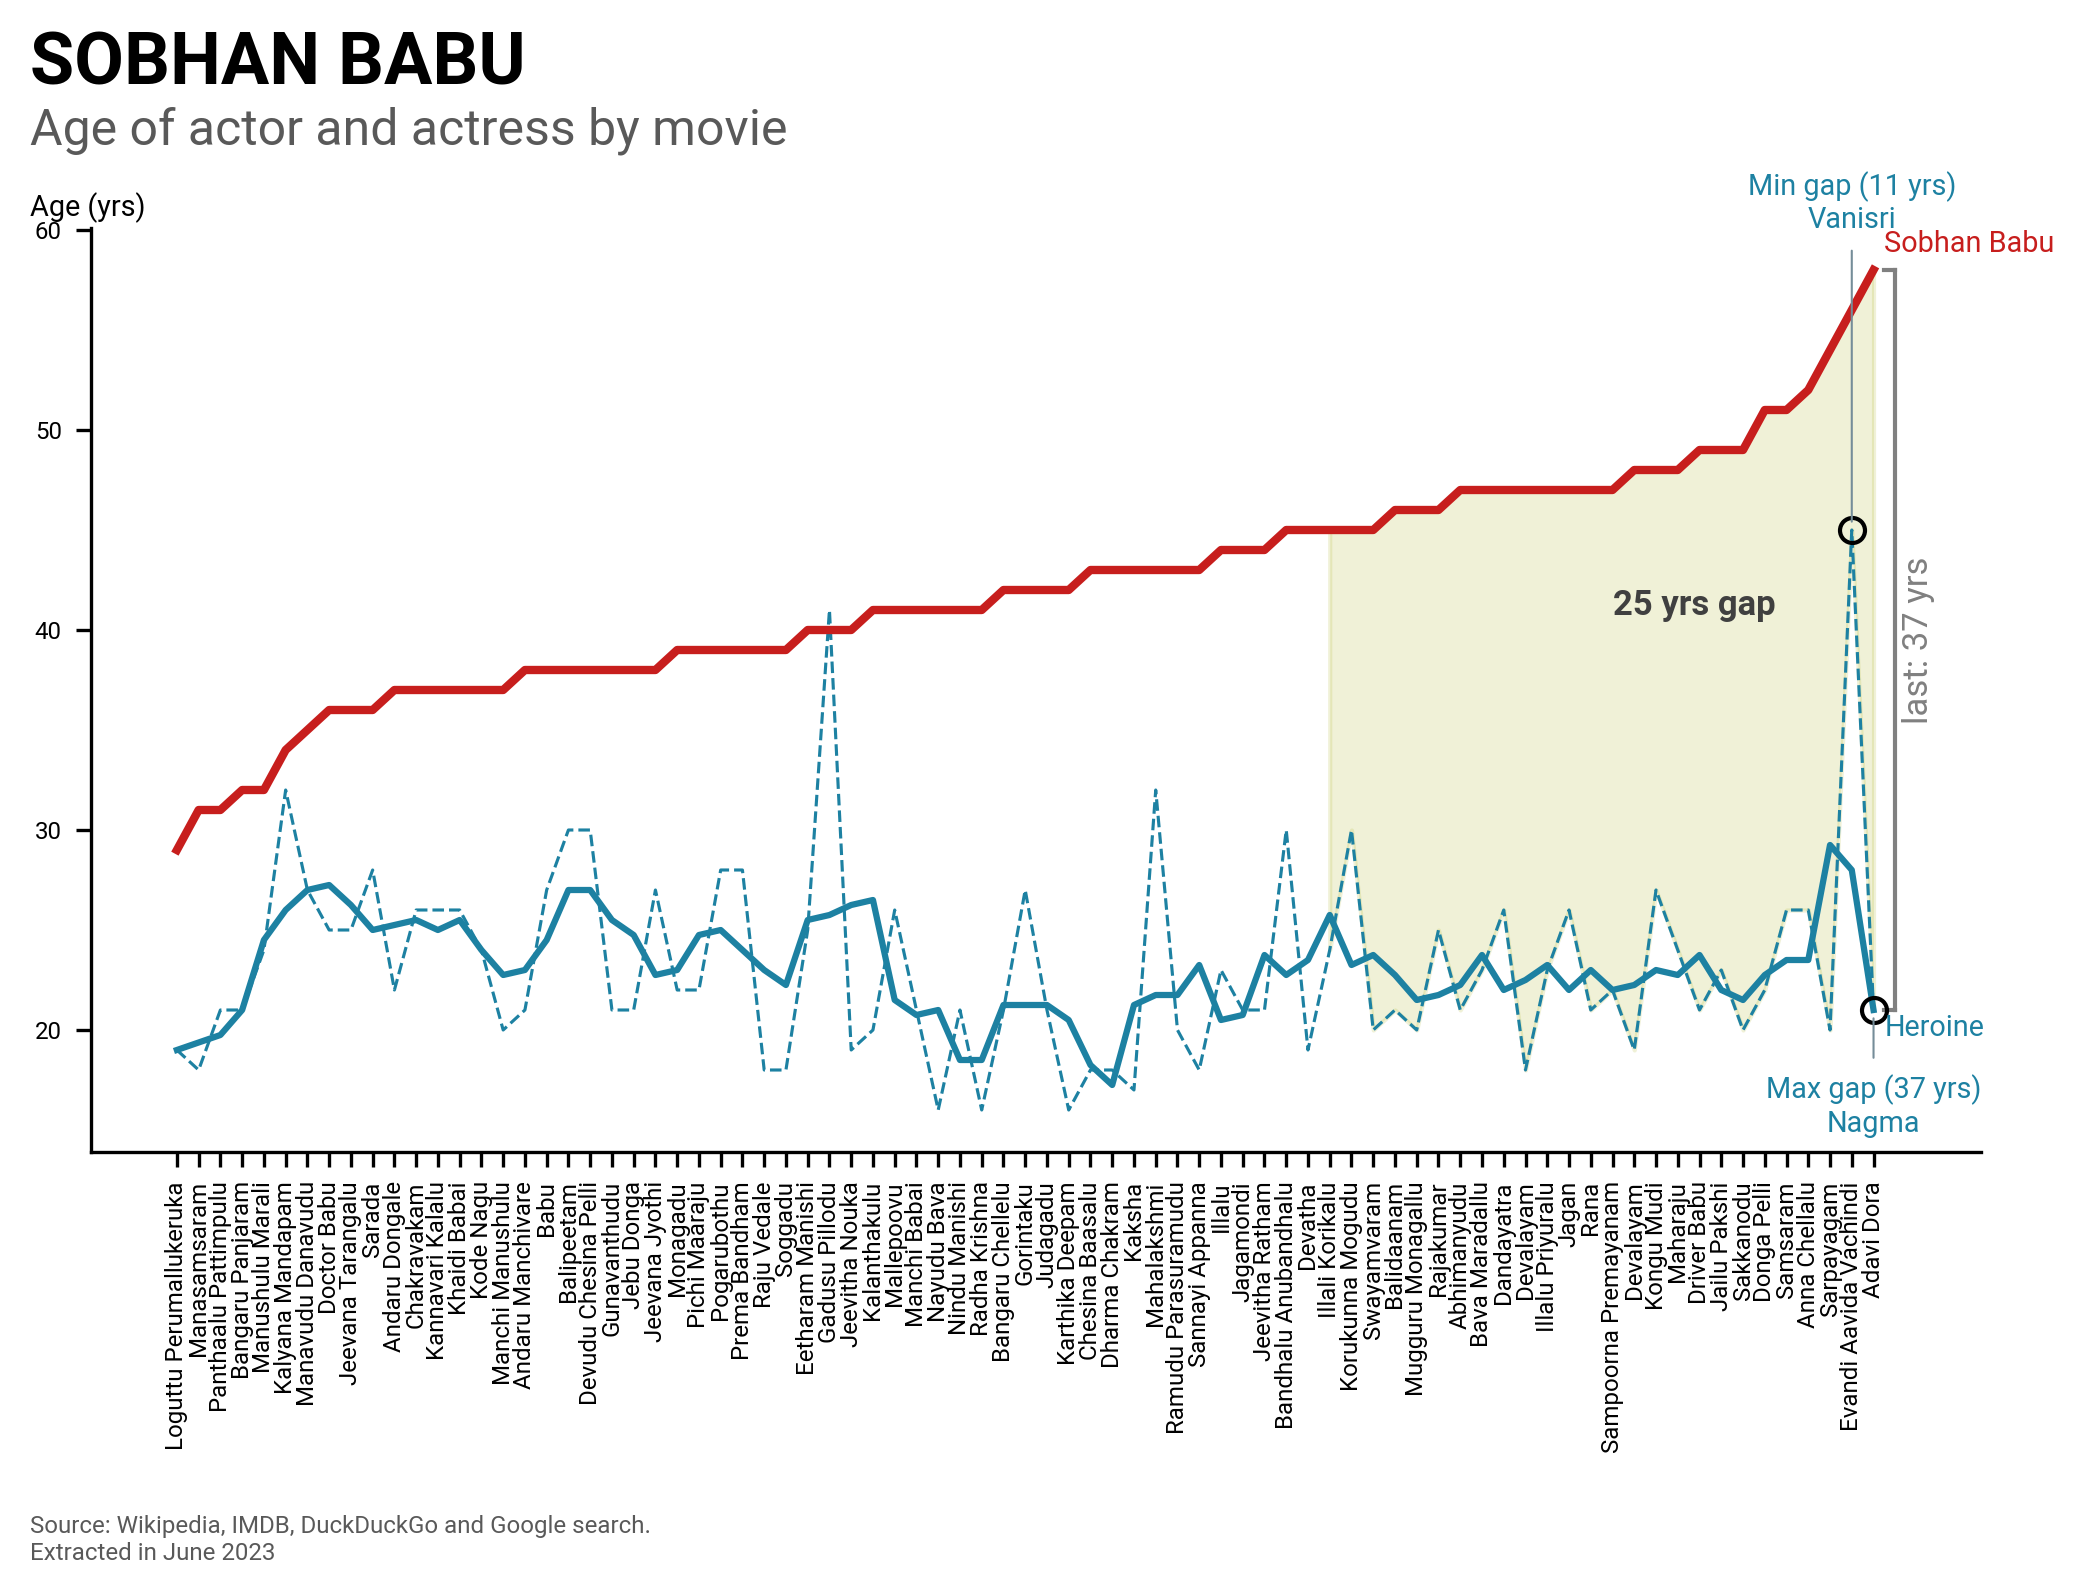 SOBHAN BABU
Age of actor and actress by movie
Min gap (11 yrs)
Vanisri
Age (yrs)
Sobhan Babu
60
50
40
30
20
25 yrs gap
last: 37 yrs
Heroine
Max gap (37 yrs)
Nagma
Loguttu Perumallukeruka
Manasamsaram
Panthaalu Pattimpulu
Bangaru Panjaram
Manushulu Marali
Kalyana Mandapam
Manavudu Danavudu
Doctor Babu
Jeevana Tarangalu
Sarada
Andaru Dongale
Chakravakam
Kannavari Kalalu
Khaidi Babai
Kode Nagu
Manchi Manushulu
Andaru Manchivare
Babu
Balipeetam
Devudu Chesina Pelli
Gunavanthudu
Jebu Donga
Jeevana Jyothi
Monagadu
Pichi Maaraju
Pogarubothu
Prema Bandham
Raju Vedale
Soggadu
Eetharam Manishi
Gadusu Pillodu
Jeevitha Nouka
Kalanthakulu
Mallepoovu
Manchi Babai
Nayudu Bava
Nindu Manishi
Radha Krishna
Bangaru Chellelu
Gorintaku
Judagadu
Karthika Deepam
Chesina Baasalu
Dharma Chakram
Kaksha
Mahalakshmi
Ramudu Parasuramudu
Sannayi Appanna
Illalu
Jagamondi
Jeevitha Ratham
Bandhalu Anubandhalu
Devatha
Illali Korikalu
Korukunna Mogudu
Swayamvaram
Balidaanam
Mugguru Monagallu
Rajakumar
Abhimanyudu
Bava Maradallu
Dandayatra
Devalayam
Illalu Priyuralu
Jagan
Rana
Sampoorna Premayanam
Devalayam
Kongu Mudi
Maharaju
Driver Babu
Jailu Pakshi
Sakkanodu
Donga Pelli
Samsaram
Anna Chellalu
Sarpayagam
Evandi Aavida Vachindi
Adavi Dora
Source: Wikipedia, IMDB, DuckDuckGo and Google search.
Extracted in June 2023